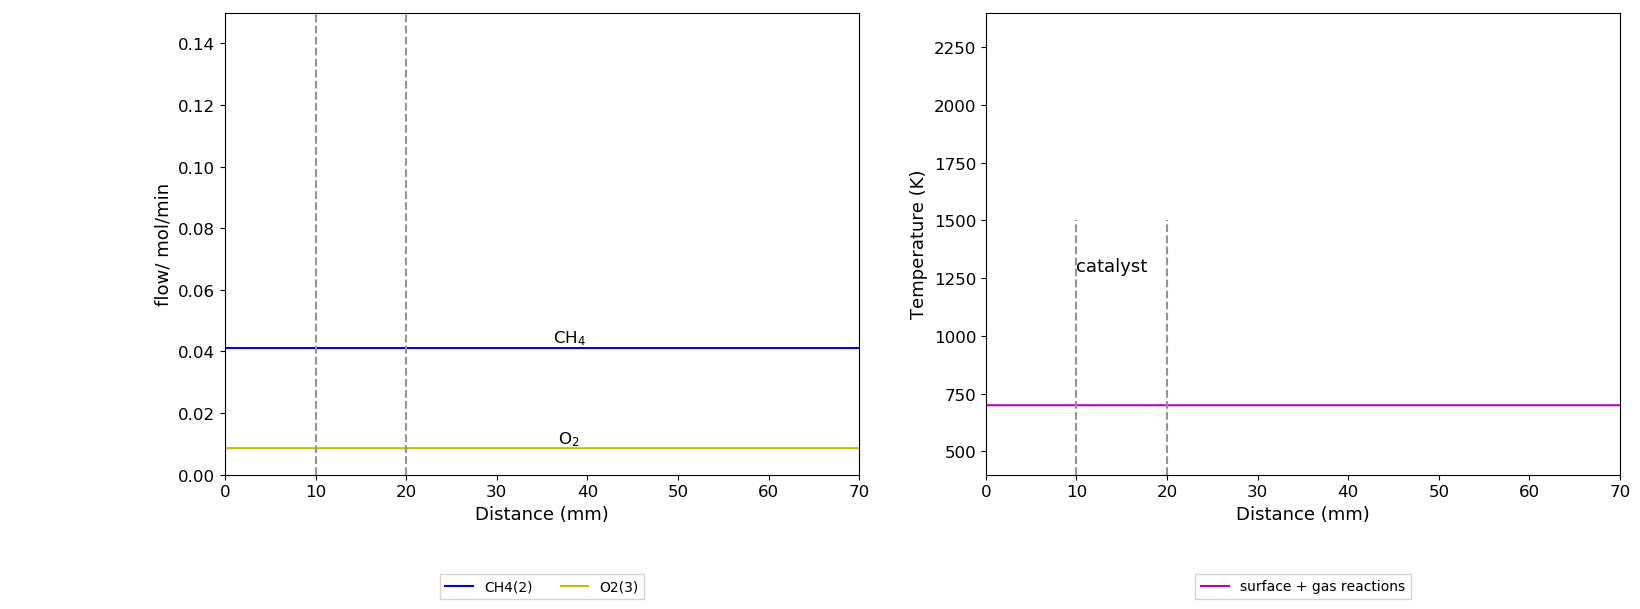 0.14
0.12
0.10
0.08
0.06
0.04
0.02
0.00
flow/ mol/min
CH₄
O₂
0 10 20 30 40 50 60 70
Distance (mm)
CH4(2) O2(3)
2250
2000
1750
1500
1250
1000
750
500
Temperature (K)
catalyst
0 10 20 30 40 50 60 70
Distance (mm)
surface + gas reactions